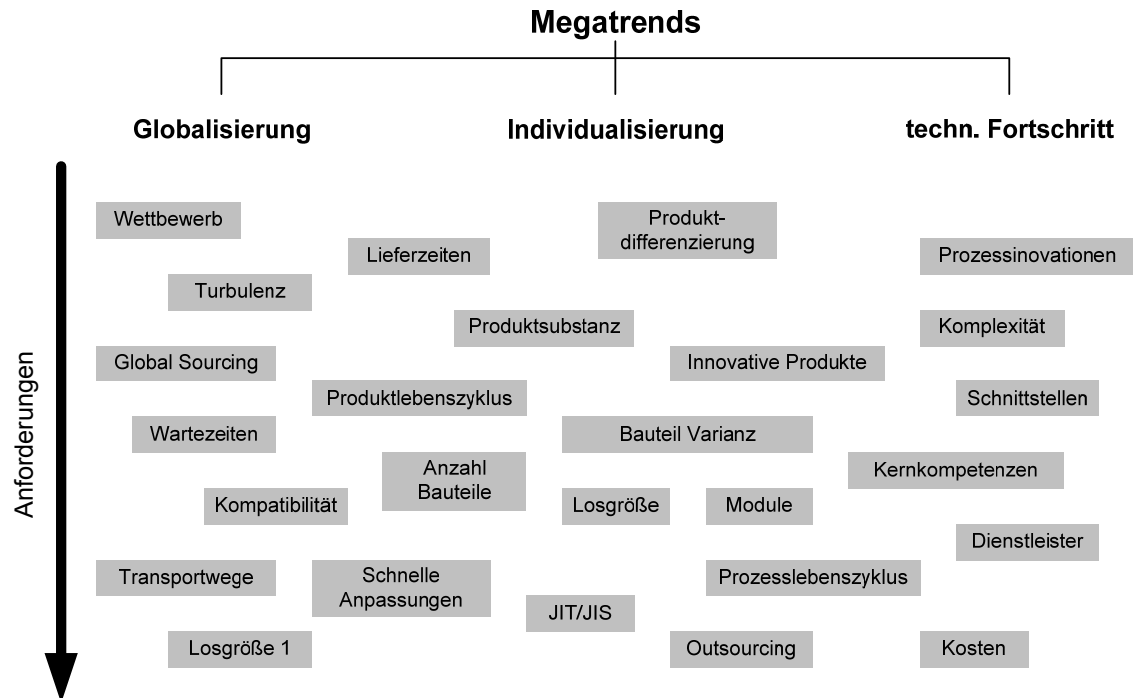 Megatrends
Globalisierung
Individualisierung
techn. Fortschritt
Anforderungen
Wettbewerb
Produkt-
differenzierung
Lieferzeiten
Prozessinovationen
Turbulenz
Produktsubstanz
Komplexität
Global Sourcing
Innovative Produkte
Produktlebenszyklus
Schnittstellen
Wartezeiten
Bauteil Varianz
Anzahl
Bauteile
Kernkompetenzen
Kompatibilität
Losgröße
Module
Dienstleister
Transportwege
Schnelle
Anpassungen
Prozesslebenszyklus
JIT/JIS
Losgröße 1
Outsourcing
Kosten